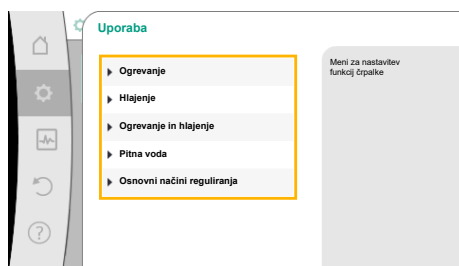 Uporaba
Ogrevanje
Hlajenje
Ogrevanje in hlajenje
Pitna voda
Osnovni načini reguliranja
Meni za nastavitev
funkcij črpalke